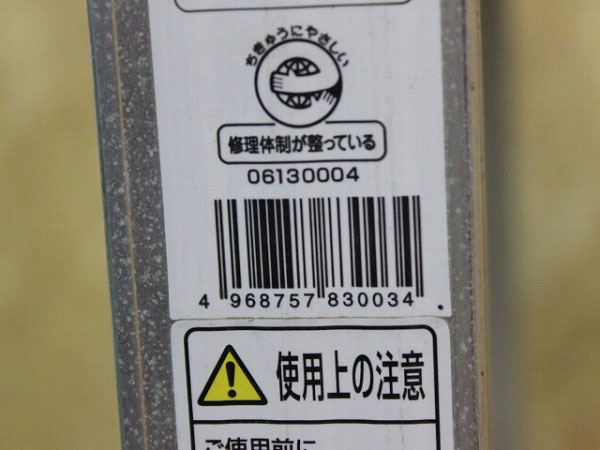 ちきゅうにやさしい
修理体制が整っている
06130004
4 968757 830034
使用上の注意
ご使用前に